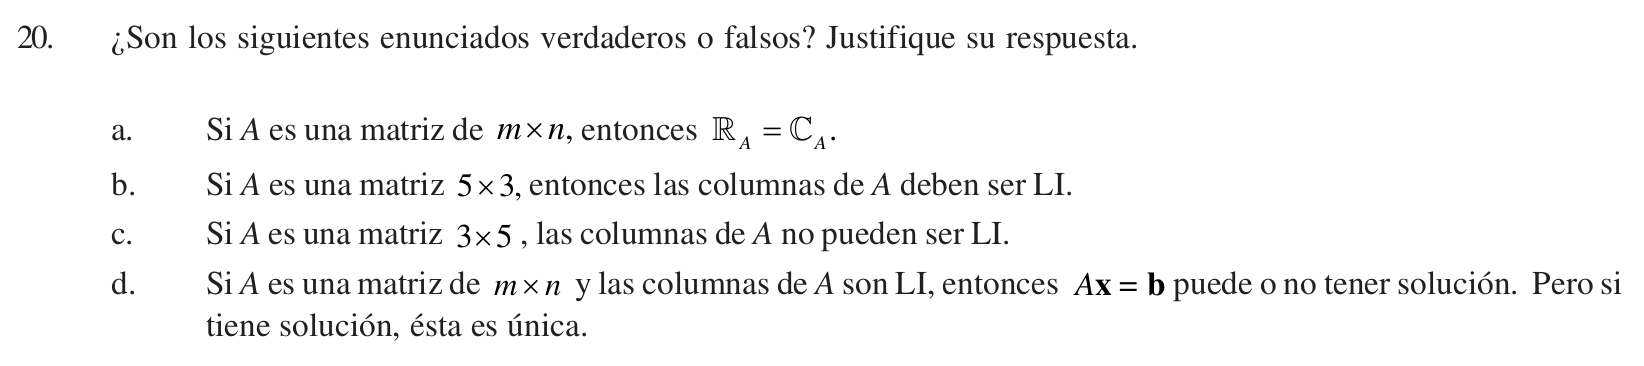 20. ¿Son los siguientes enunciados verdaderos o falsos? Justifique su respuesta.
a. Si A es una matriz de m×n, entonces ℝ_A = ℂ_A.
b. Si A es una matriz 5×3, entonces las columnas de A deben ser LI.
c. Si A es una matriz 3×5 , las columnas de A no pueden ser LI.
d. Si A es una matriz de m×n y las columnas de A son LI, entonces Ax = b puede o no tener solución. Pero si
tiene solución, ésta es única.